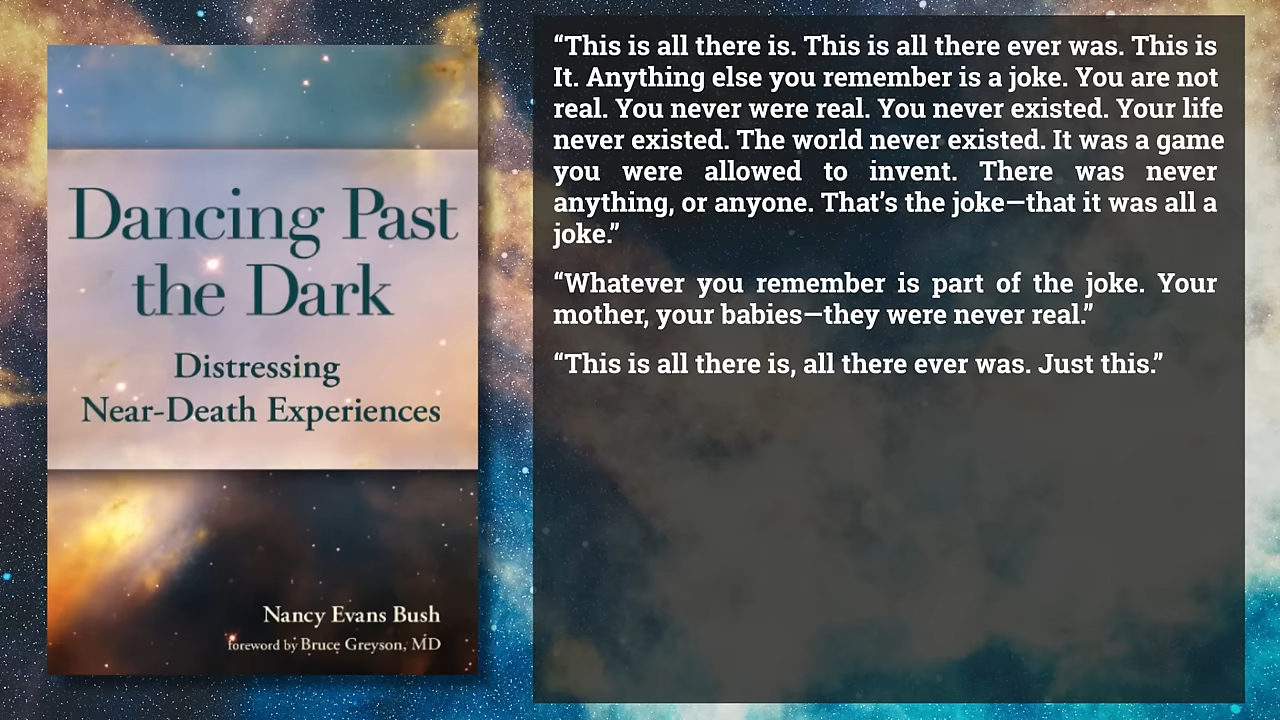 Dancing Past
the Dark
Distressing
Near-Death Experiences
Nancy Evans Bush
foreword by Bruce Greyson, MD
“This is all there is. This is all there ever was. This is
It. Anything else you remember is a joke. You are not
real. You never were real. You never existed. Your life
never existed. The world never existed. It was a game
you were allowed to invent. There was never
anything, or anyone. That’s the joke—that it was all a
joke.”
“Whatever you remember is part of the joke. Your
mother, your babies—they were never real.”
“This is all there is, all there ever was. Just this.”